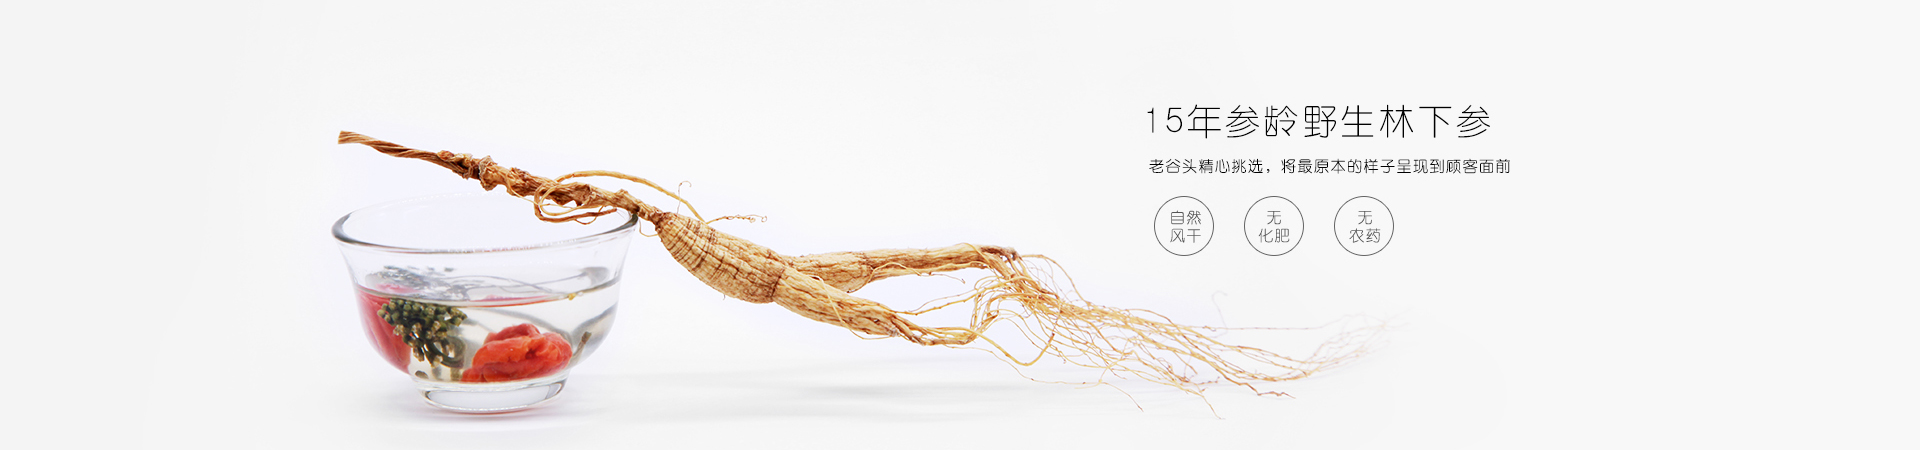 15年参龄野生林下参
老谷头精心挑选，将最原本的样子呈现到顾客面前
自然
风干
无
化肥
无
农药